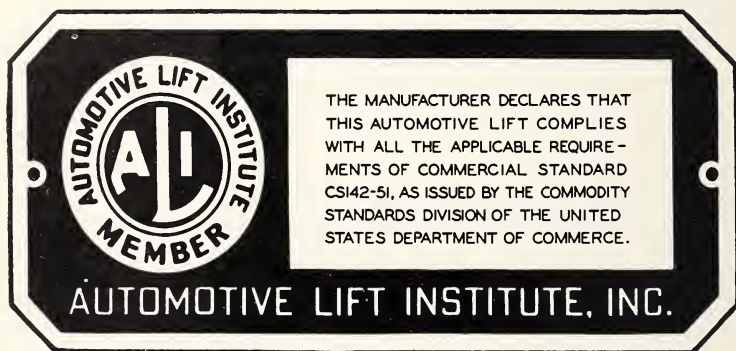 AUTOMOTIVE LIFT INSTITUTE
ALI
MEMBER
THE MANUFACTURER DECLARES THAT
THIS AUTOMOTIVE LIFT COMPLIES
WITH ALL THE APPLICABLE REQUIRE-
MENTS OF COMMERCIAL STANDARD
CS142-51, AS ISSUED BY THE COMMODITY
STANDARDS DIVISION OF THE UNITED
STATES DEPARTMENT OF COMMERCE.
AUTOMOTIVE LIFT INSTITUTE, INC.